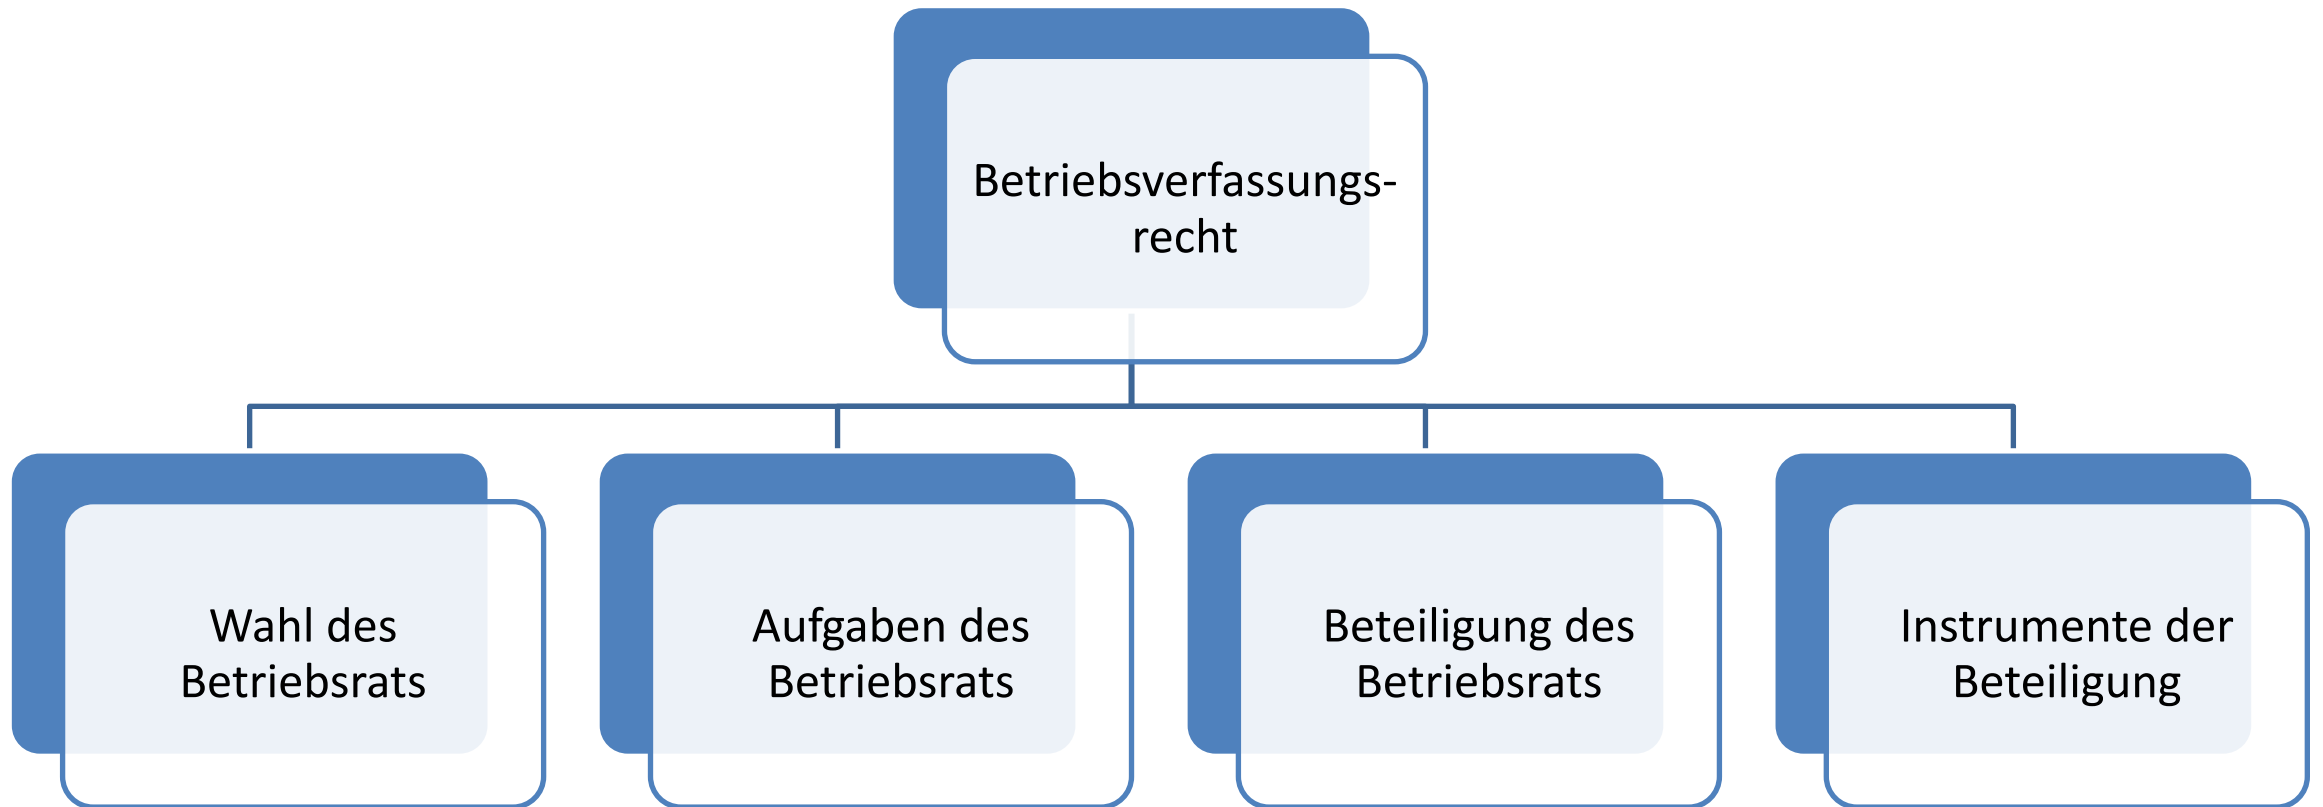 Betriebsverfassungs-
recht
Wahl des
Betriebsrats
Aufgaben des
Betriebsrats
Beteiligung des
Betriebsrats
Instrumente der
Beteiligung